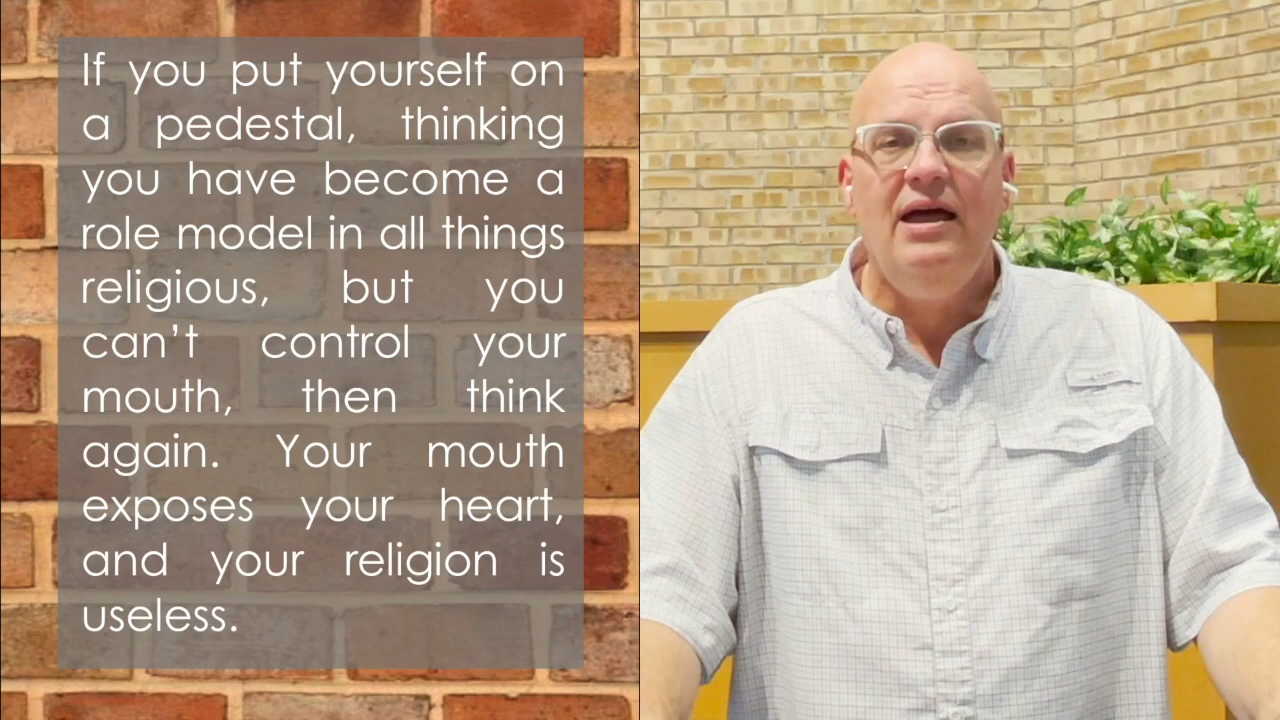 If you put yourself on
a pedestal, thinking
you have become a
role model in all things
religious, but you
can’t control your
mouth, then think
again. Your mouth
exposes your heart,
and your religion is
useless.